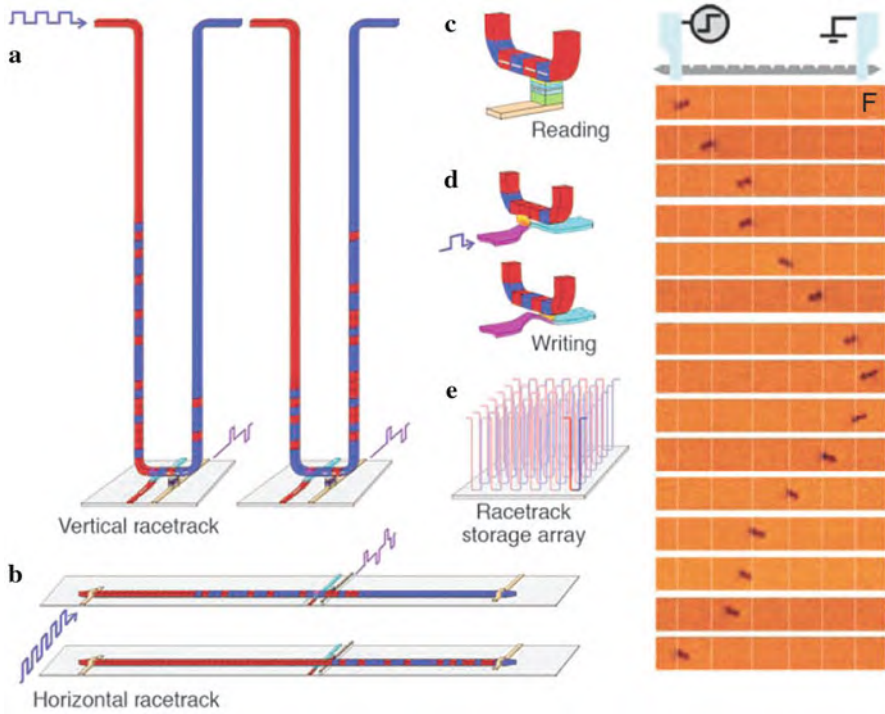 a
Vertical racetrack
b
Horizontal racetrack
c
Reading
d
Writing
e
Racetrack
storage array
F